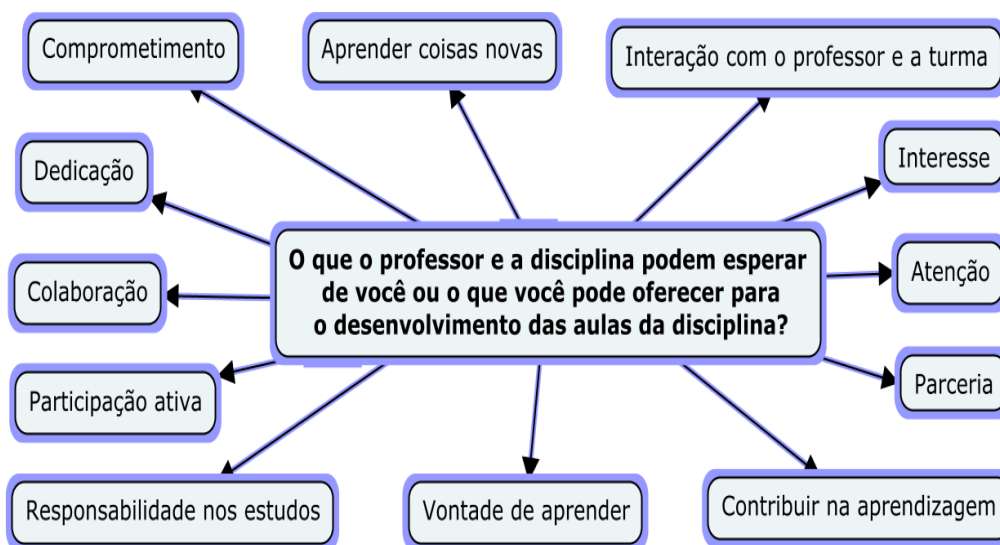 Comprometimento
Aprender coisas novas
Interação com o professor e a turma
Dedicação
Interesse
O que o professor e a disciplina podem esperar
de você ou o que você pode oferecer para
o desenvolvimento das aulas da disciplina?
Colaboração
Atenção
Participação ativa
Parceria
Responsabilidade nos estudos
Vontade de aprender
Contribuir na aprendizagem